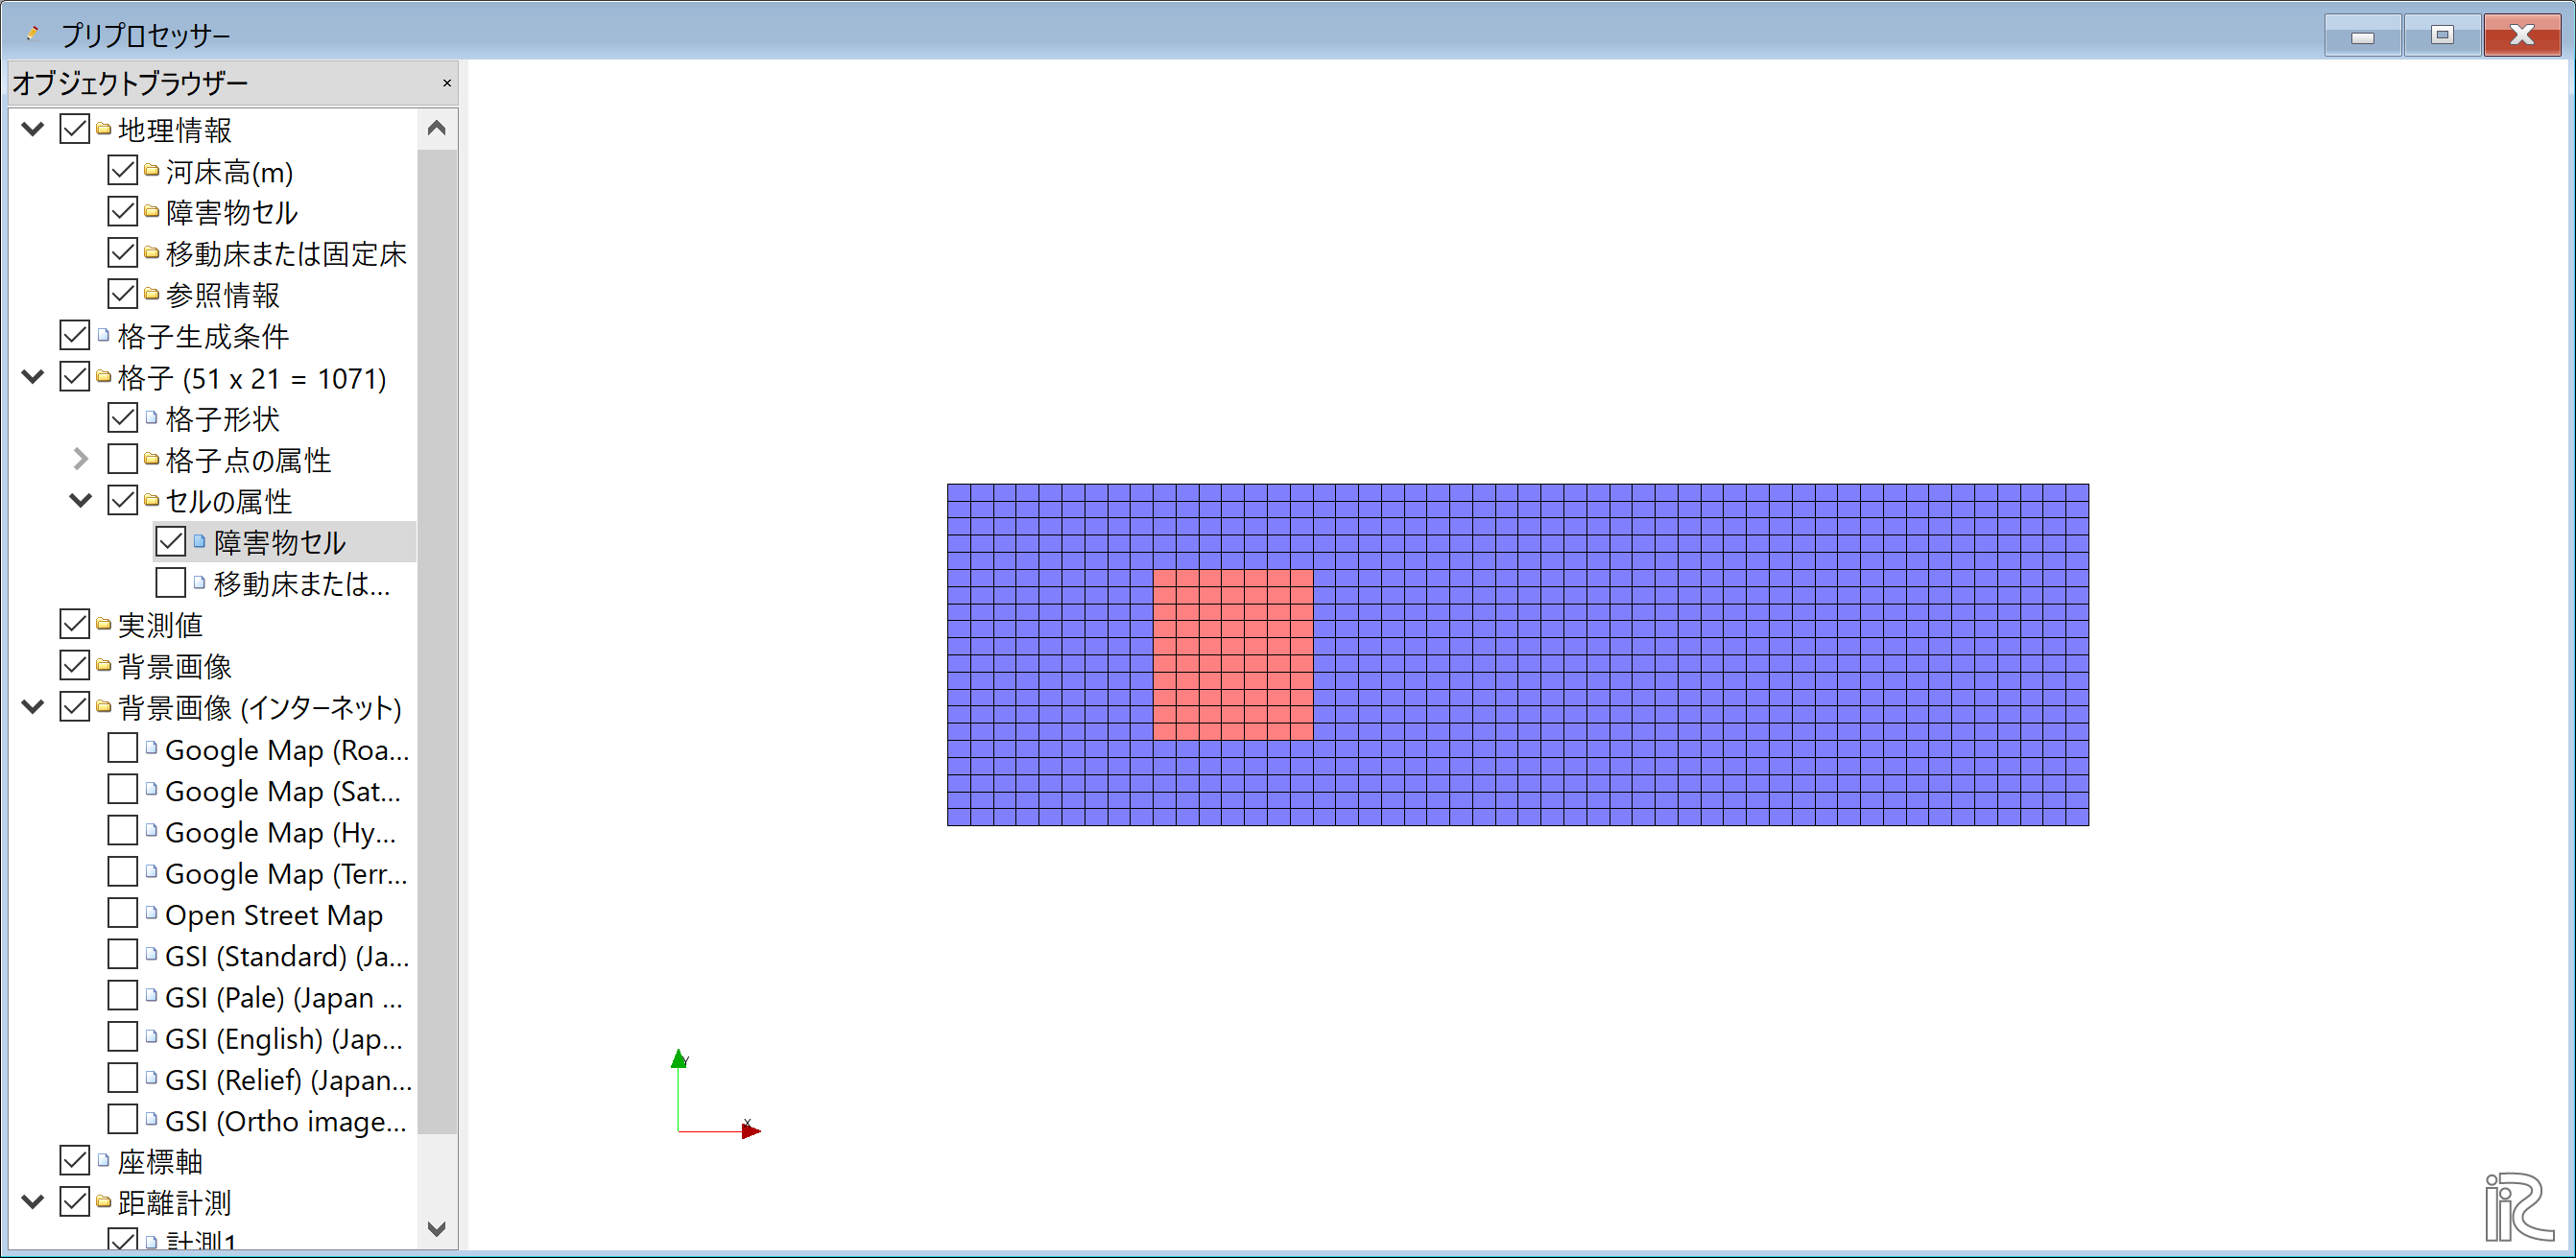 プリプロセッサー
オブジェクトブラウザー
地理情報
河床高(m)
障害物セル
移動床または固定床
参照情報
格子生成条件
格子 (51 x 21 = 1071)
格子形状
格子点の属性
セルの属性
障害物セル
移動床または...
実測値
背景画像
背景画像 (インターネット)
Google Map (Roa...
Google Map (Sat...
Google Map (Hy...
Google Map (Terr...
Open Street Map
GSI (Standard) (Ja...
GSI (Pale) (Japan ...
GSI (English) (Jap...
GSI (Relief) (Japan...
GSI (Ortho image...
座標軸
距離計測
計測1
Y
X
iRIC